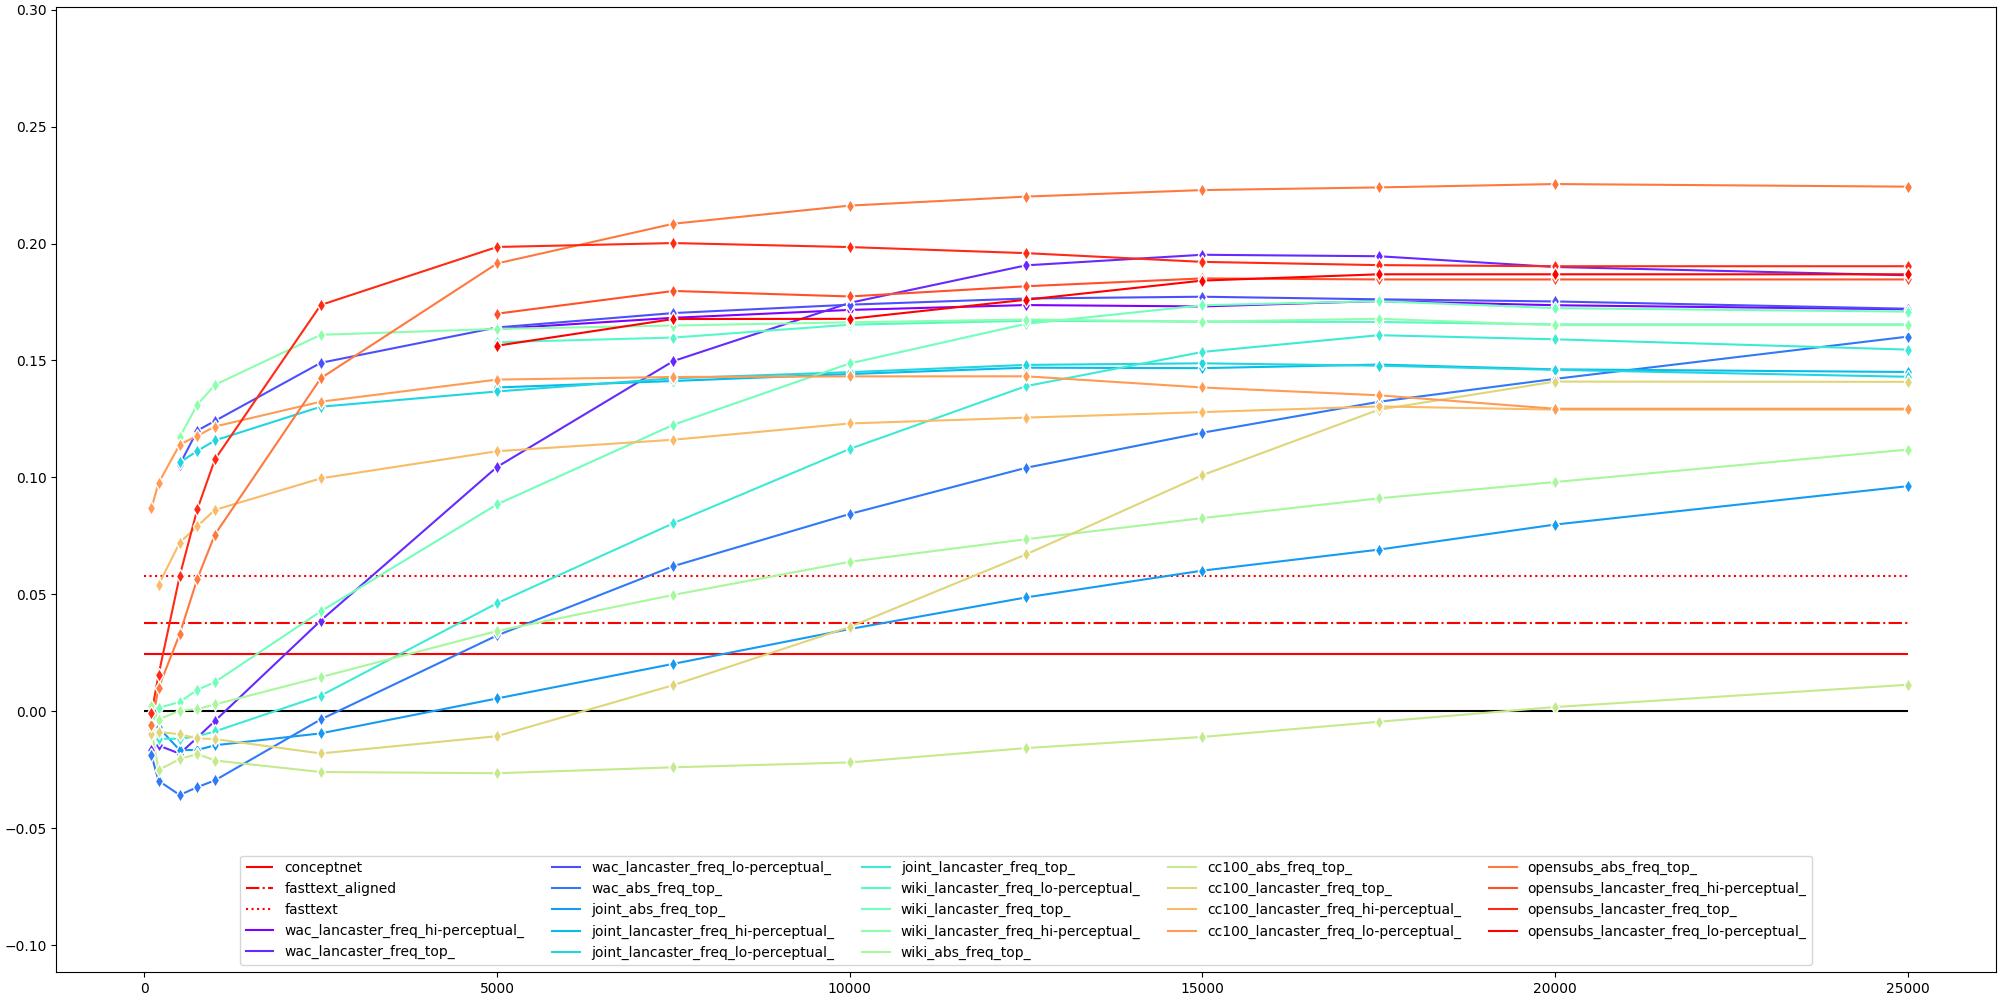 0.30
0.25
0.20
0.15
0.10
0.05
0.00
−0.05
−0.10
conceptnet
fasttext_aligned
fasttext
wac_lancaster_freq_hi-perceptual_
wac_lancaster_freq_top_
wac_lancaster_freq_lo-perceptual_
wac_abs_freq_top_
joint_abs_freq_top_
joint_lancaster_freq_hi-perceptual_
joint_lancaster_freq_lo-perceptual_
joint_lancaster_freq_top_
wiki_lancaster_freq_lo-perceptual_
wiki_lancaster_freq_top_
wiki_lancaster_freq_hi-perceptual_
wiki_abs_freq_top_
cc100_abs_freq_top_
cc100_lancaster_freq_top_
cc100_lancaster_freq_hi-perceptual_
cc100_lancaster_freq_lo-perceptual_
opensubs_abs_freq_top_
opensubs_lancaster_freq_hi-perceptual_
opensubs_lancaster_freq_top_
opensubs_lancaster_freq_lo-perceptual_
0 5000 10000 15000 20000 25000